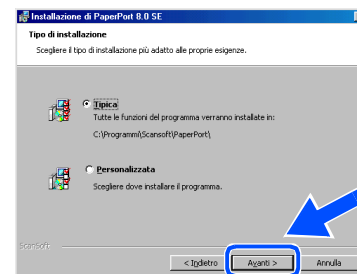 Installazione di PaperPort 8.0 SE
Tipo di installazione
Scegliere il tipo di installazione più adatto alle proprie esigenze.
Tipica
Tutte le funzioni del programma verranno installate in:
C:\Programmi\Scansoft\PaperPort\
Personalizzata
Scegliere dove installare il programma.
ScanSoft
< Indietro
Avanti >
Annulla